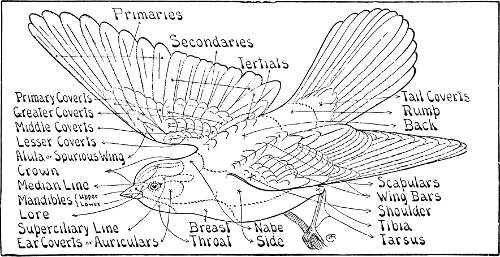 Primaries
Secondaries
Tertials
Primary Coverts
Greater Coverts
Middle Coverts
Lesser Coverts
Alula or Spurious Wing
Crown
Median Line
Mandibles {Upper Lower
Lore
Superciliary Line
Ear Coverts or Auriculars
Breast
Throat
Nabe
Side
Tail Coverts
Rump
Back
Scapulars
Wing Bars
Shoulder
Tibia
Tarsus